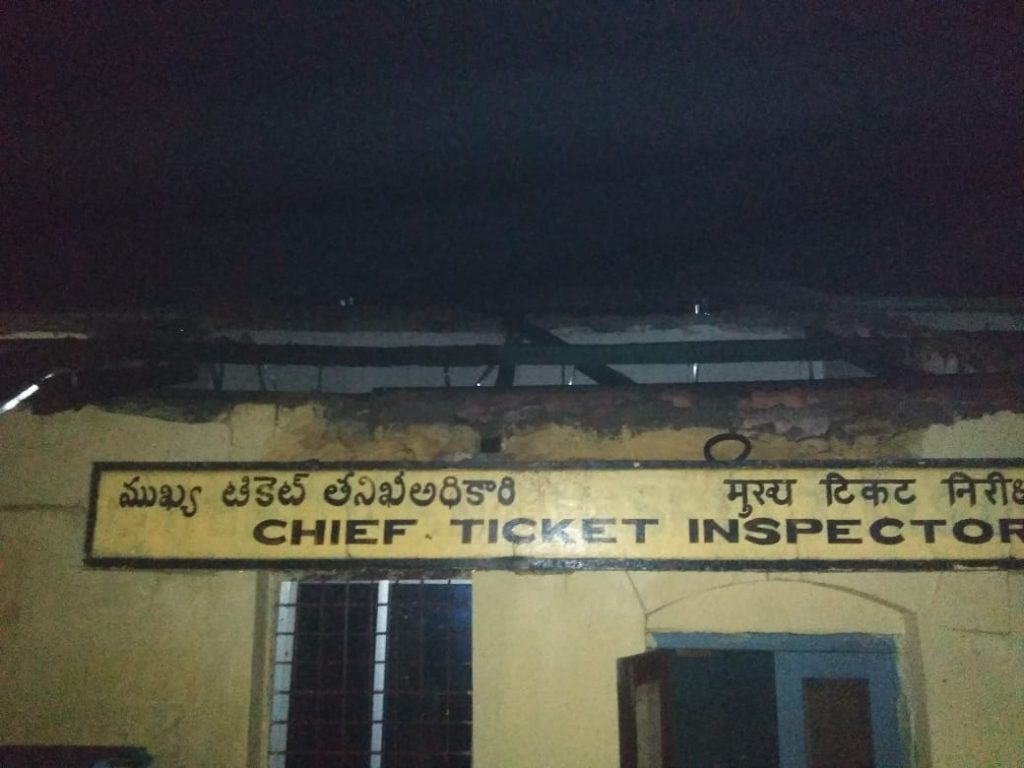 ముఖ్య టికెట్ తనిఖీఅధికారి मुख्य टिकट
CHIEF TICKET INSPECTOR